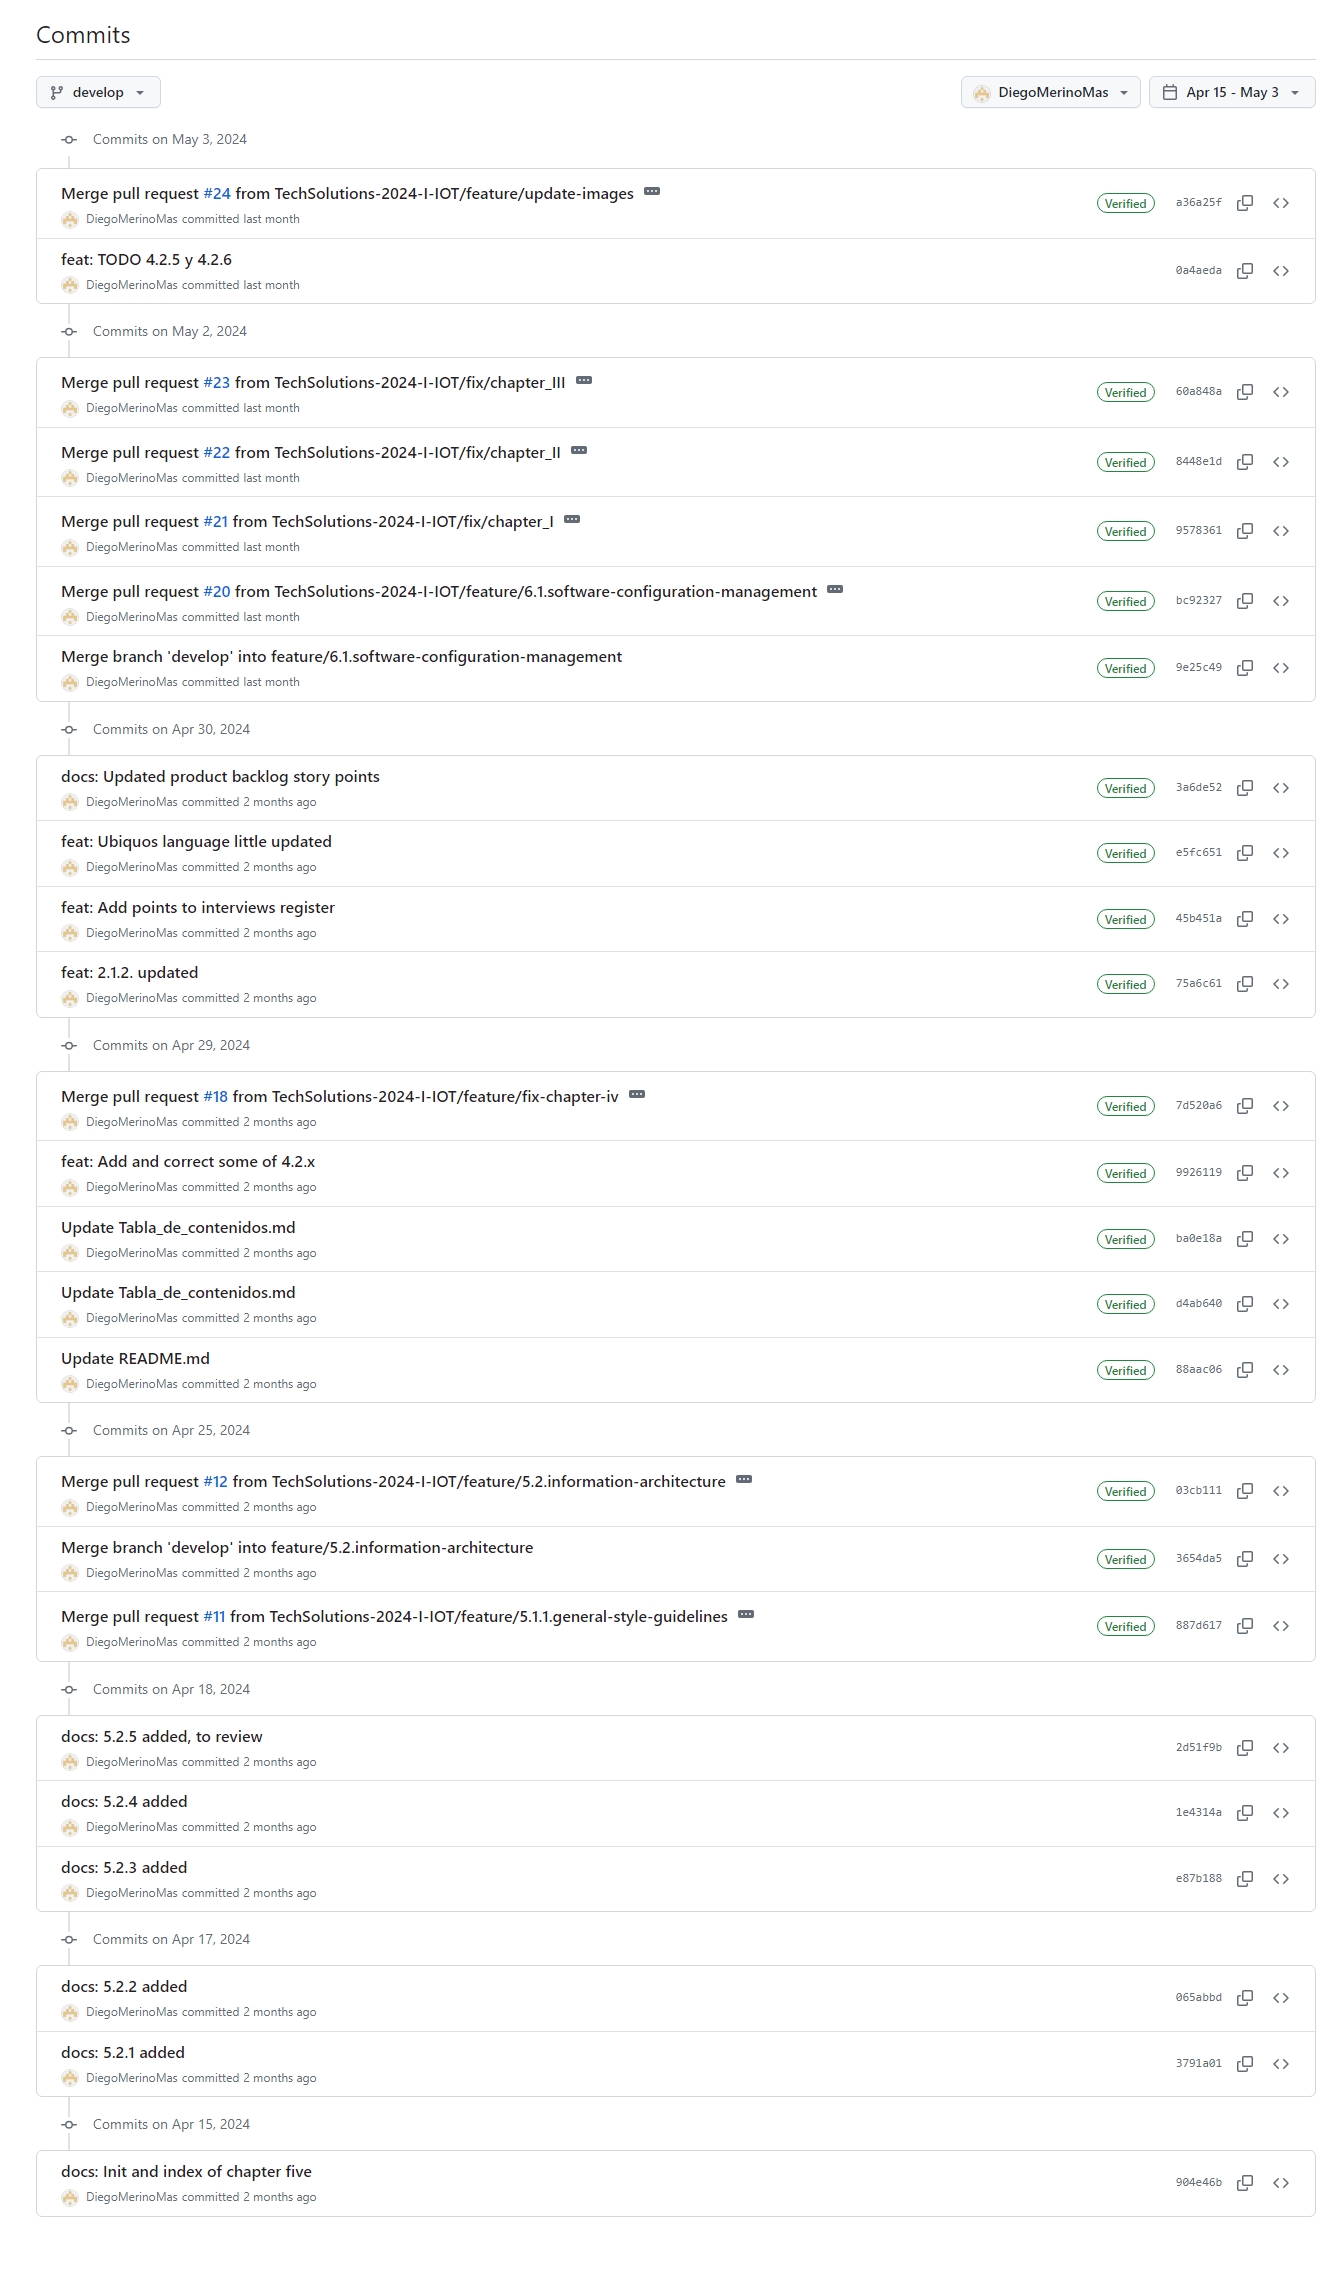 Commits
develop
DiegoMerinoMas
Apr 15 - May 3
Commits on May 3, 2024
Merge pull request #24 from TechSolutions-2024-I-IOT/feature/update-images
Verified a36a25f
DiegoMerinoMas committed last month
feat: TODO 4.2.5 y 4.2.6
0a4aeda
DiegoMerinoMas committed last month
Commits on May 2, 2024
Merge pull request #23 from TechSolutions-2024-I-IOT/fix/chapter_III
Verified 60a848a
DiegoMerinoMas committed last month
Merge pull request #22 from TechSolutions-2024-I-IOT/fix/chapter_II
Verified 8448e1d
DiegoMerinoMas committed last month
Merge pull request #21 from TechSolutions-2024-I-IOT/fix/chapter_I
Verified 9578361
DiegoMerinoMas committed last month
Merge pull request #20 from TechSolutions-2024-I-IOT/feature/6.1.software-configuration-management
Verified bc92327
DiegoMerinoMas committed last month
Merge branch 'develop' into feature/6.1.software-configuration-management
Verified 9e25c49
DiegoMerinoMas committed last month
Commits on Apr 30, 2024
docs: Updated product backlog story points
Verified 3a6de52
DiegoMerinoMas committed 2 months ago
feat: Ubiquos language little updated
Verified e5fc651
DiegoMerinoMas committed 2 months ago
feat: Add points to interviews register
Verified 45b451a
DiegoMerinoMas committed 2 months ago
feat: 2.1.2. updated
Verified 75a6c61
DiegoMerinoMas committed 2 months ago
Commits on Apr 29, 2024
Merge pull request #18 from TechSolutions-2024-I-IOT/feature/fix-chapter-iv
Verified 7d520a6
DiegoMerinoMas committed 2 months ago
feat: Add and correct some of 4.2.x
Verified 9926119
DiegoMerinoMas committed 2 months ago
Update Tabla_de_contenidos.md
Verified ba0e18a
DiegoMerinoMas committed 2 months ago
Update Tabla_de_contenidos.md
Verified d4ab640
DiegoMerinoMas committed 2 months ago
Update README.md
Verified 88aac06
DiegoMerinoMas committed 2 months ago
Commits on Apr 25, 2024
Merge pull request #12 from TechSolutions-2024-I-IOT/feature/5.2.information-architecture
Verified 03cb111
DiegoMerinoMas committed 2 months ago
Merge branch 'develop' into feature/5.2.information-architecture
Verified 3654da5
DiegoMerinoMas committed 2 months ago
Merge pull request #11 from TechSolutions-2024-I-IOT/feature/5.1.1.general-style-guidelines
Verified 887d617
DiegoMerinoMas committed 2 months ago
Commits on Apr 18, 2024
docs: 5.2.5 added, to review
2d51f9b
DiegoMerinoMas committed 2 months ago
docs: 5.2.4 added
1e4314a
DiegoMerinoMas committed 2 months ago
docs: 5.2.3 added
e87b188
DiegoMerinoMas committed 2 months ago
Commits on Apr 17, 2024
docs: 5.2.2 added
065abbd
DiegoMerinoMas committed 2 months ago
docs: 5.2.1 added
3791a01
DiegoMerinoMas committed 2 months ago
Commits on Apr 15, 2024
docs: Init and index of chapter five
904e46b
DiegoMerinoMas committed 2 months ago